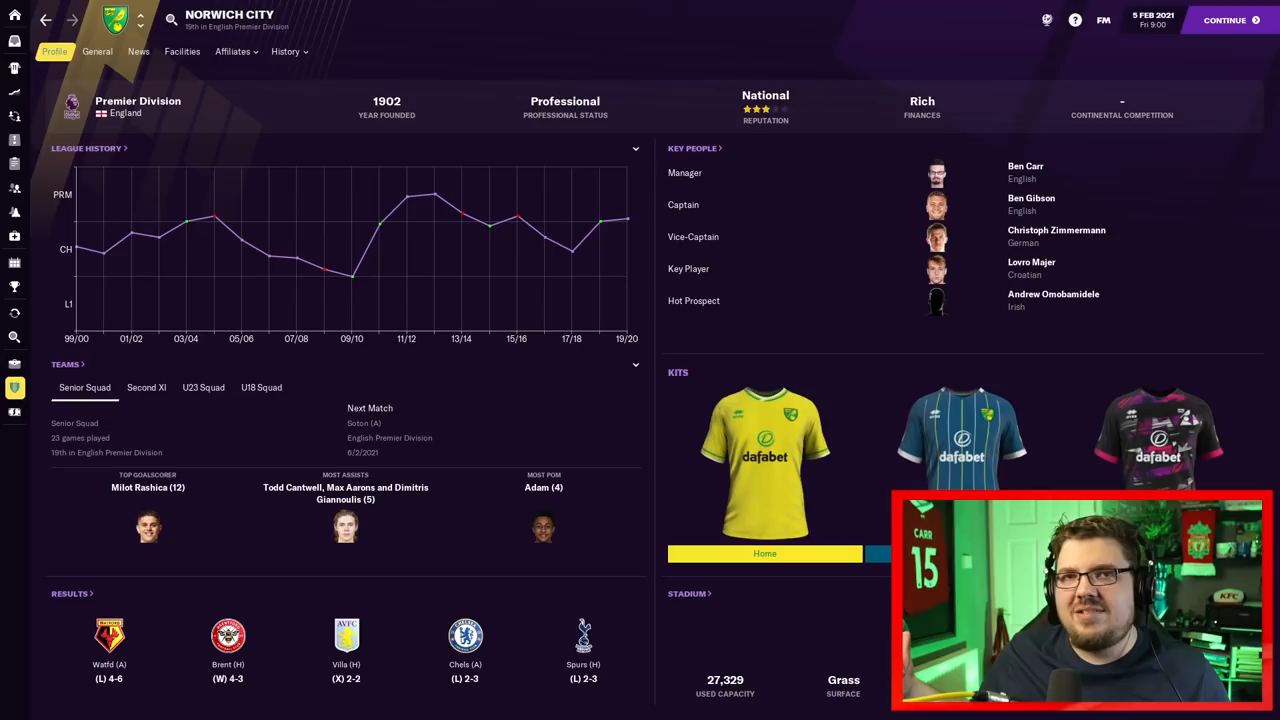 NORWICH CITY
19th in English Premier Division
FM
5 FEB 2021
Fri 9:00
CONTINUE
Profile
General
News
Facilities
Affiliates
History
Premier Division
England
1902
YEAR FOUNDED
Professional
PROFESSIONAL STATUS
National
REPUTATION
Rich
FINANCES
-
CONTINENTAL COMPETITION
LEAGUE HISTORY
PRM
CH
L1
99/00
01/02
03/04
05/06
07/08
09/10
11/12
13/14
15/16
17/18
19/20
KEY PEOPLE
Manager
Ben Carr
English
Captain
Ben Gibson
English
Vice-Captain
Christoph Zimmermann
German
Key Player
Lovro Majer
Croatian
Hot Prospect
Andrew Omobamidele
Irish
TEAMS
Senior Squad
Second XI
U23 Squad
U18 Squad
Next Match
Senior Squad
Soton (A)
23 games played
English Premier Division
19th in English Premier Division
6/2/2021
TOP GOALSCORER
Milot Rashica (12)
MOST ASSISTS
Todd Cantwell, Max Aarons and Dimitris
Giannoulis (5)
MOST POM
Adam (4)
KITS
dafabet
dafabet
dafabet
Home
RESULTS
Watfd (A)
(L) 4-6
Brent (H)
(W) 4-3
AVFC
Villa (H)
(X) 2-2
Chels (A)
(L) 2-3
Spurs (H)
(L) 2-3
STADIUM
27,329
USED CAPACITY
Grass
SURFACE
CARR
15
KFC